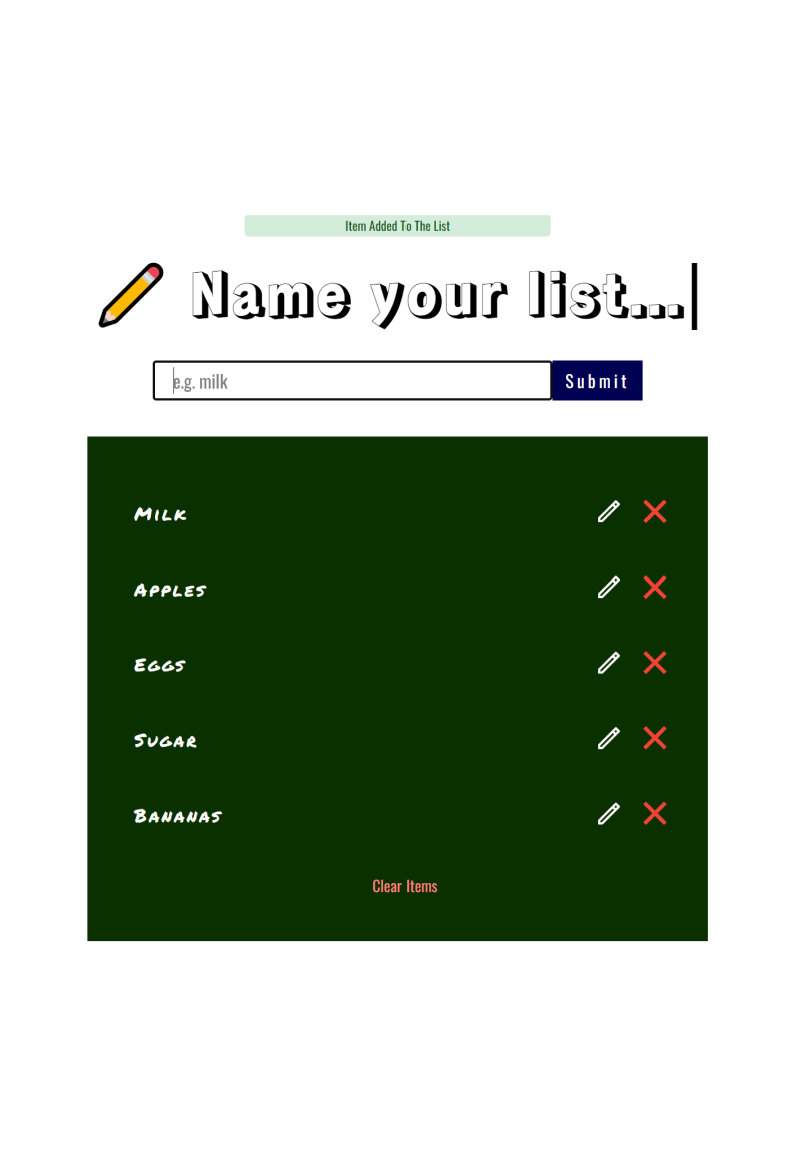 Item Added To The List
Name your list...
e.g. milk
Submit
Milk
Apples
Eggs
Sugar
Bananas
Clear Items